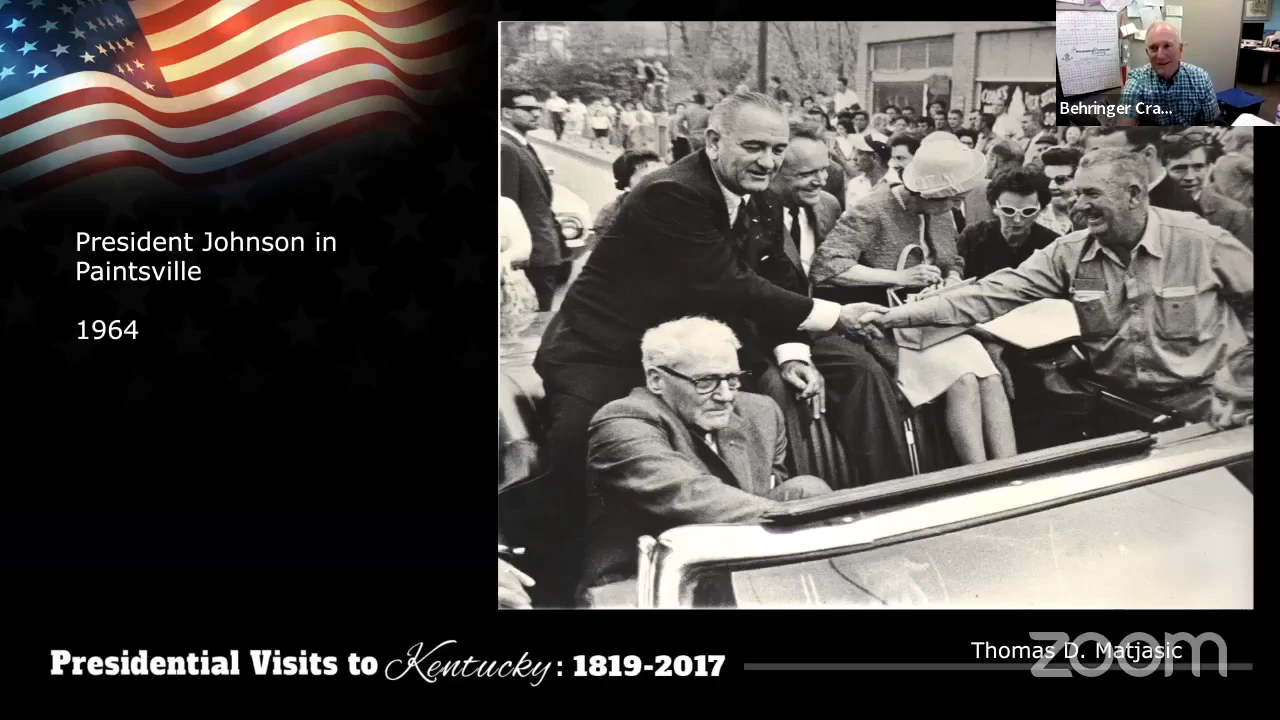 Behringer Cra...
President Johnson in
Paintsville
1964
Presidential Visits to Kentucky: 1819-2017
Thomas D. Matjasic
zoom